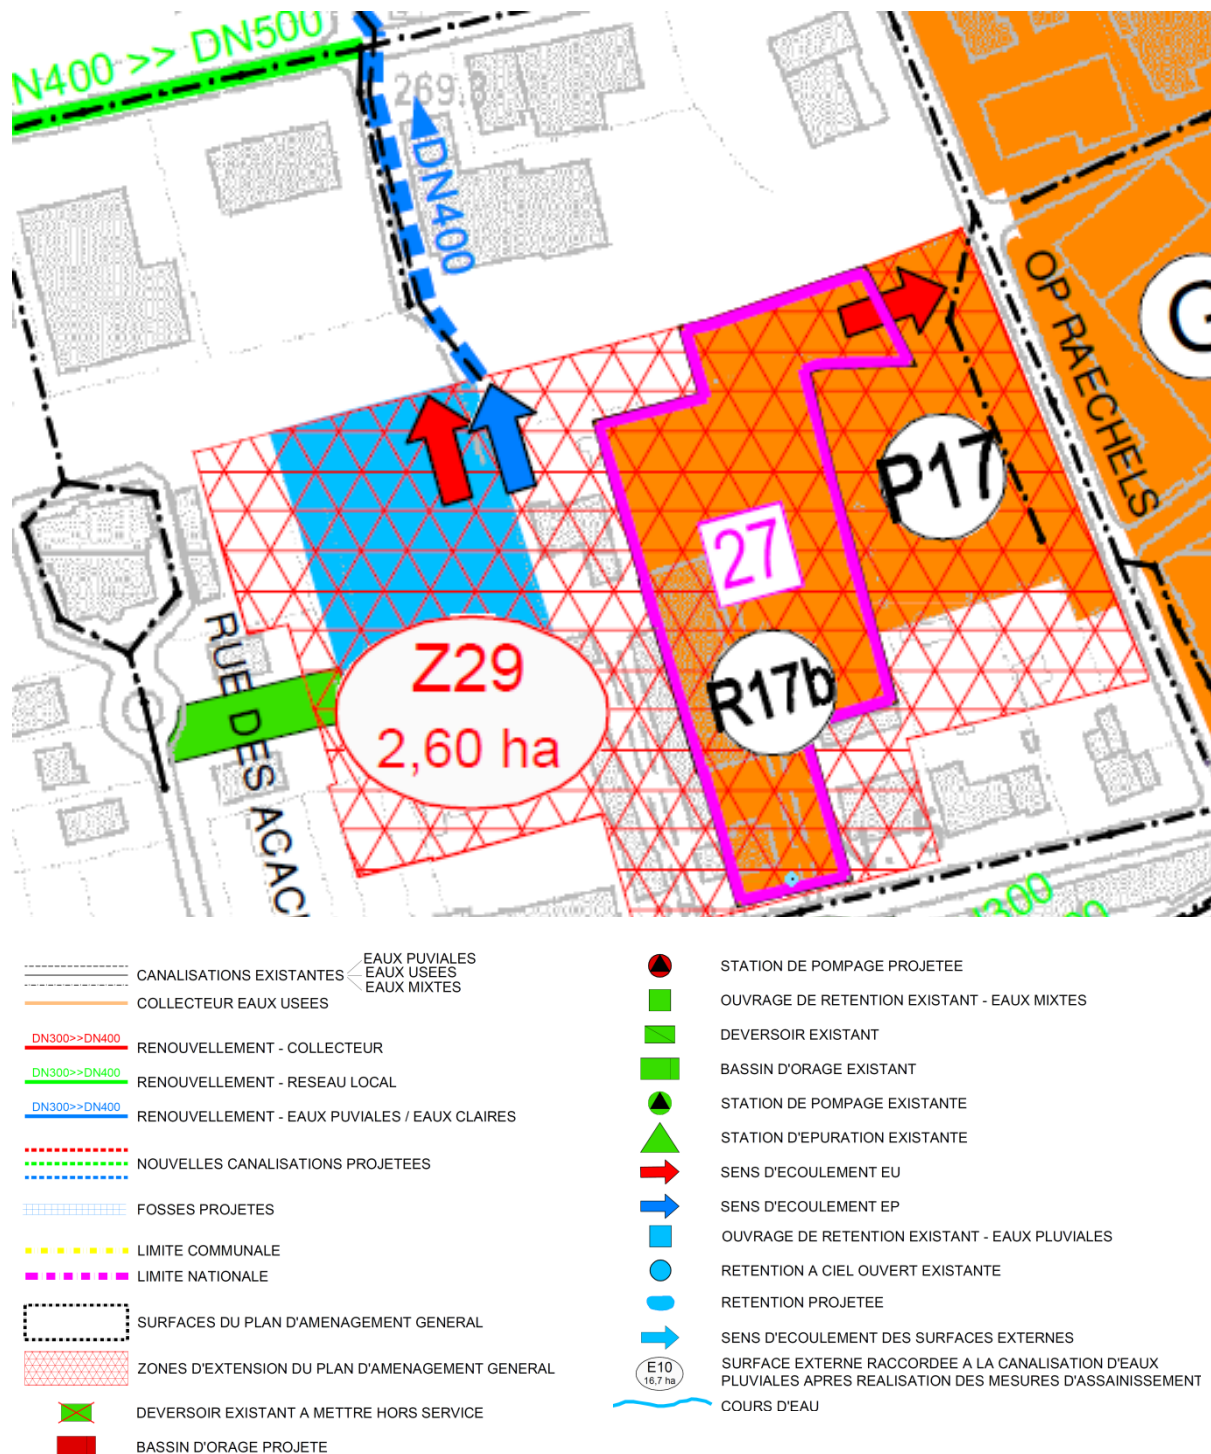 N400 >> DN500
269.8
DN400
OP RAECHELS
G
P17
27
R17b
Z29
2,60 ha
RUE DES ACACI
N300
CANALISATIONS EXISTANTES
EAUX PUVIALES
EAUX USEES
EAUX MIXTES
COLLECTEUR EAUX USEES
DN300>>DN400
RENOUVELLEMENT - COLLECTEUR
DN300>>DN400
RENOUVELLEMENT - RESEAU LOCAL
DN300>>DN400
RENOUVELLEMENT - EAUX PUVIALES / EAUX CLAIRES
NOUVELLES CANALISATIONS PROJETEES
FOSSES PROJETES
LIMITE COMMUNALE
LIMITE NATIONALE
SURFACES DU PLAN D'AMENAGEMENT GENERAL
ZONES D'EXTENSION DU PLAN D'AMENAGEMENT GENERAL
DEVERSOIR EXISTANT A METTRE HORS SERVICE
BASSIN D'ORAGE PROJETE
STATION DE POMPAGE PROJETEE
OUVRAGE DE RETENTION EXISTANT - EAUX MIXTES
DEVERSOIR EXISTANT
BASSIN D'ORAGE EXISTANT
STATION DE POMPAGE EXISTANTE
STATION D'EPURATION EXISTANTE
SENS D'ECOULEMENT EU
SENS D'ECOULEMENT EP
OUVRAGE DE RETENTION EXISTANT - EAUX PLUVIALES
RETENTION A CIEL OUVERT EXISTANTE
RETENTION PROJETEE
SENS D'ECOULEMENT DES SURFACES EXTERNES
E10
16,7 ha
SURFACE EXTERNE RACCORDEE A LA CANALISATION D'EAUX
PLUVIALES APRES REALISATION DES MESURES D'ASSAINISSEMENT
COURS D'EAU